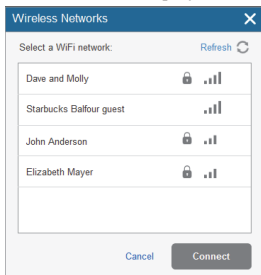 Wireless Networks
Select a WiFi network: Refresh
Dave and Molly
Starbucks Balfour guest
John Anderson
Elizabeth Mayer
Cancel Connect